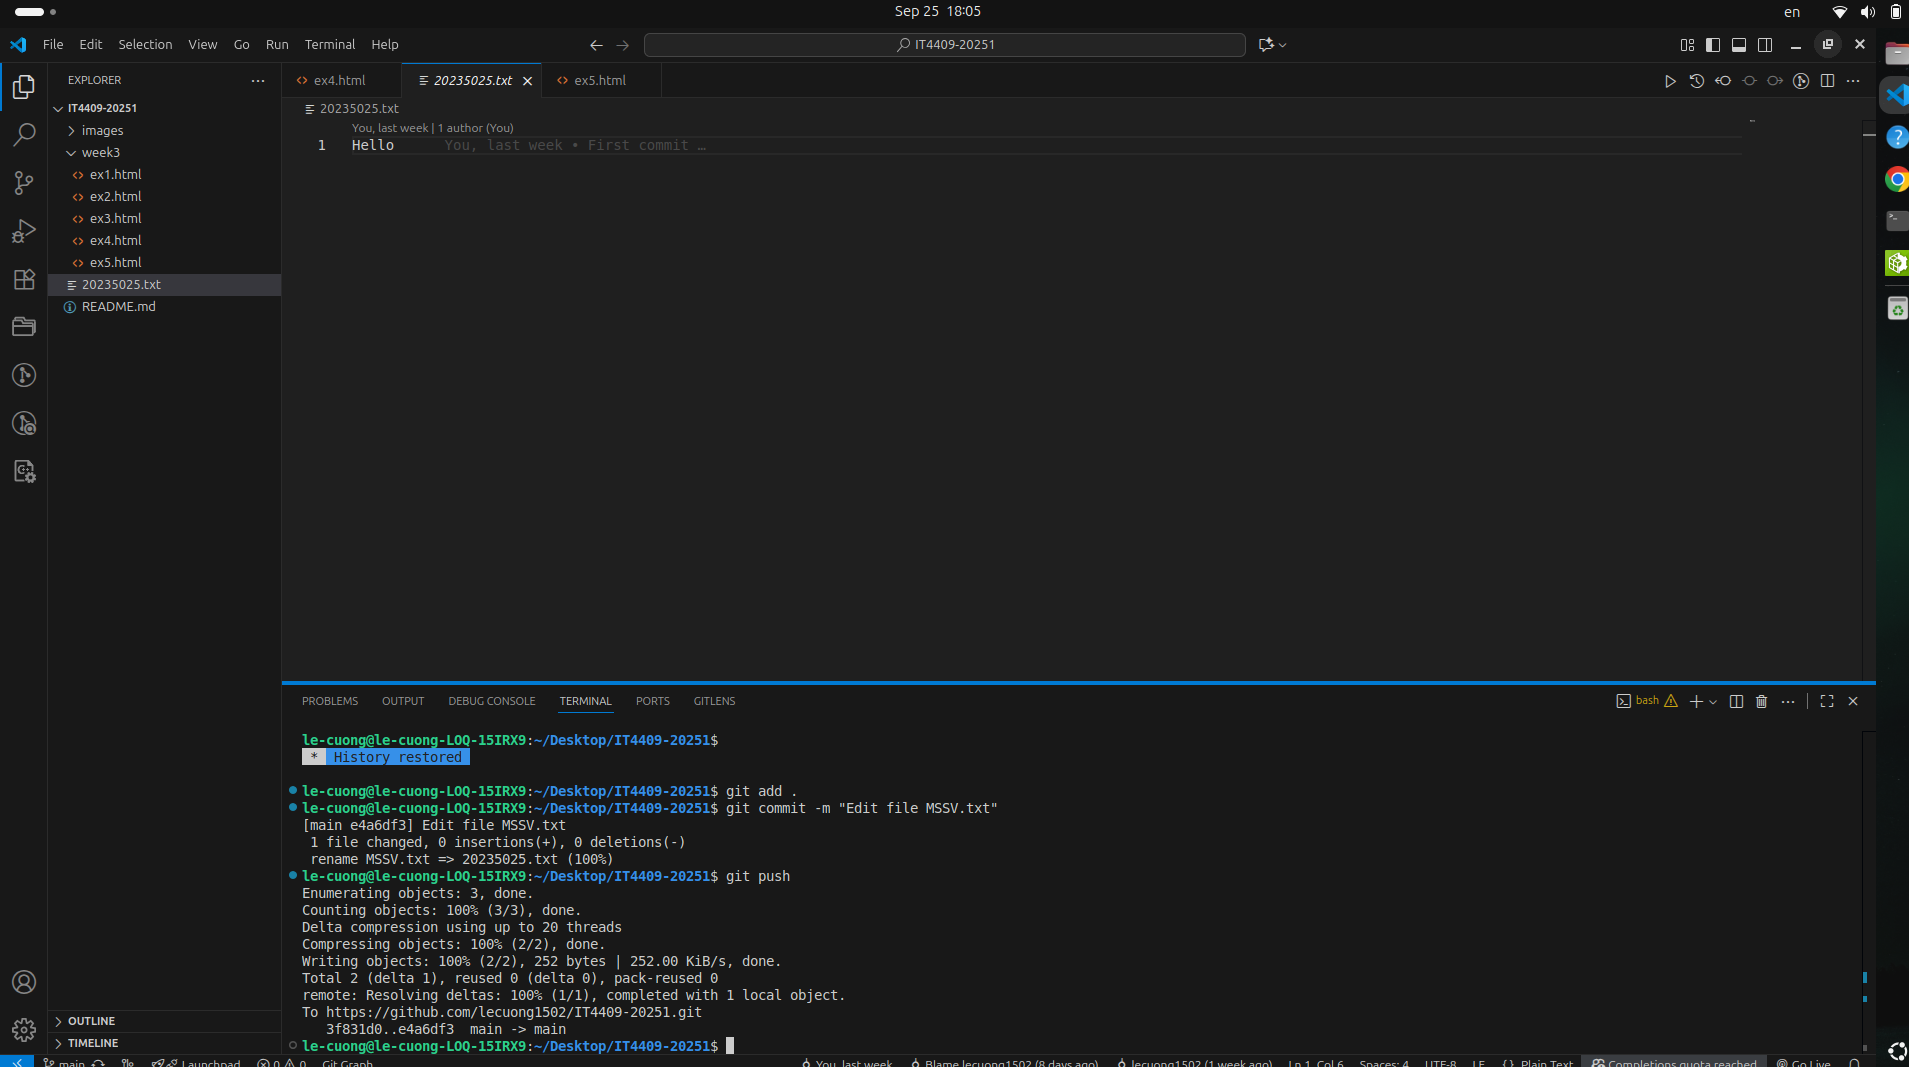 Sep 25 18:05
en
File Edit Selection View Go Run Terminal Help
IT4409-20251
EXPLORER
IT4409-20251
images
week3
ex1.html
ex2.html
ex3.html
ex4.html
ex5.html
20235025.txt
README.md
OUTLINE
TIMELINE
ex4.html
20235025.txt
ex5.html
20235025.txt
You, last week | 1 author (You)
1 Hello You, last week • First commit …
PROBLEMS OUTPUT DEBUG CONSOLE TERMINAL PORTS GITLENS
bash
le-cuong@le-cuong-LOQ-15IRX9:~/Desktop/IT4409-20251$
* History restored
le-cuong@le-cuong-LOQ-15IRX9:~/Desktop/IT4409-20251$ git add .
le-cuong@le-cuong-LOQ-15IRX9:~/Desktop/IT4409-20251$ git commit -m "Edit file MSSV.txt"
[main e4a6df3] Edit file MSSV.txt
1 file changed, 0 insertions(+), 0 deletions(-)
rename MSSV.txt => 20235025.txt (100%)
le-cuong@le-cuong-LOQ-15IRX9:~/Desktop/IT4409-20251$ git push
Enumerating objects: 3, done.
Counting objects: 100% (3/3), done.
Delta compression using up to 20 threads
Compressing objects: 100% (2/2), done.
Writing objects: 100% (2/2), 252 bytes | 252.00 KiB/s, done.
Total 2 (delta 1), reused 0 (delta 0), pack-reused 0
remote: Resolving deltas: 100% (1/1), completed with 1 local object.
To https://github.com/lecuong1502/IT4409-20251.git
3f831d0..e4a6df3 main -> main
le-cuong@le-cuong-LOQ-15IRX9:~/Desktop/IT4409-20251$
main Launchpad 0 0 Git Graph You, last week Blame lecuong1502 (8 days ago) lecuong1502 (1 week ago) Ln 1, Col 6 Spaces: 4 UTF-8 LF {} Plain Text Completions quota reached Go Live